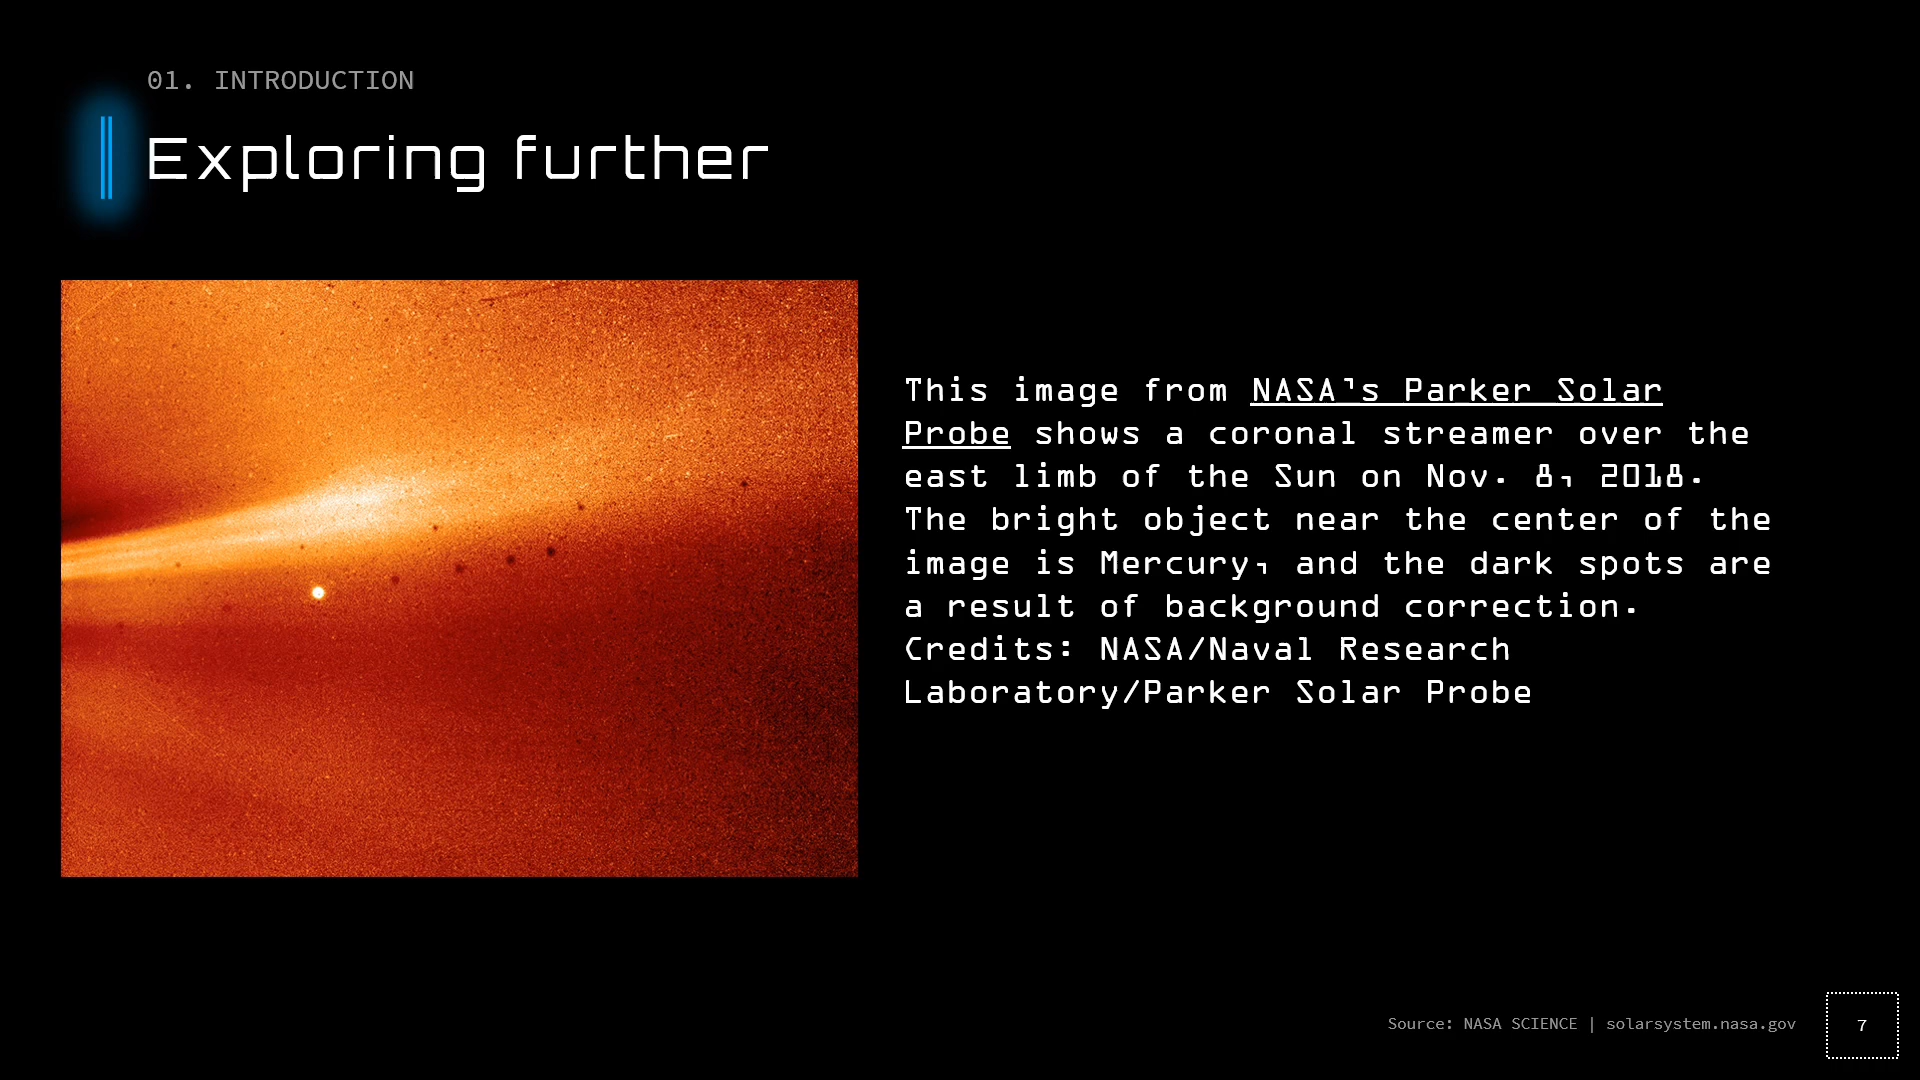 01. INTRODUCTION
Exploring further
This image from NASA's Parker Solar
Probe shows a coronal streamer over the
east limb of the Sun on Nov. 8, 2018.
The bright object near the center of the
image is Mercury, and the dark spots are
a result of background correction.
Credits: NASA/Naval Research
Laboratory/Parker Solar Probe
Source: NASA SCIENCE | solarsystem.nasa.gov
7